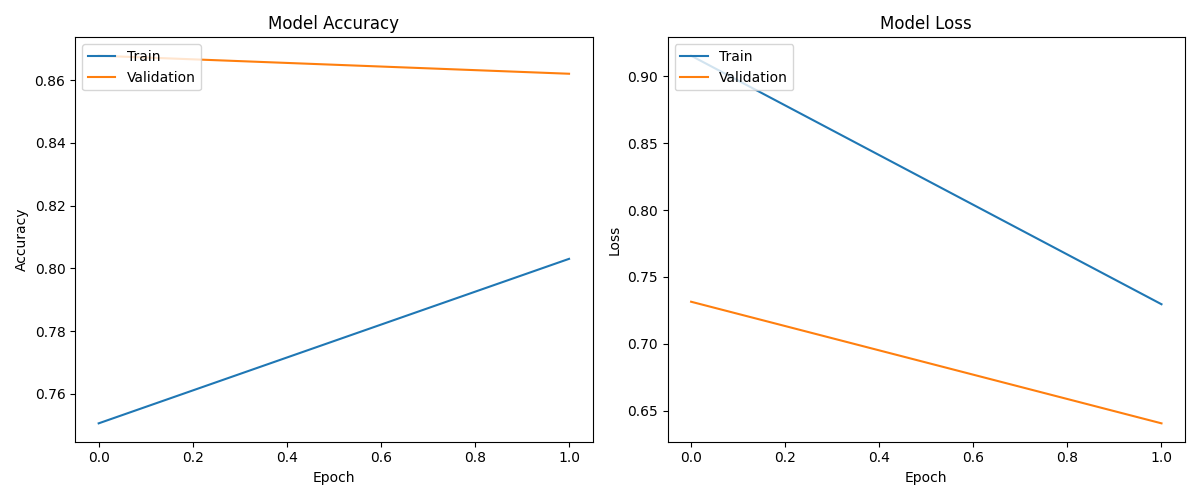 Model Accuracy
Train
Validation
0.86
0.84
0.82
0.80
0.78
0.76
Accuracy
0.0 0.2 0.4 0.6 0.8 1.0
Epoch
Model Loss
Train
Validation
0.90
0.85
0.80
0.75
0.70
0.65
Loss
0.0 0.2 0.4 0.6 0.8 1.0
Epoch